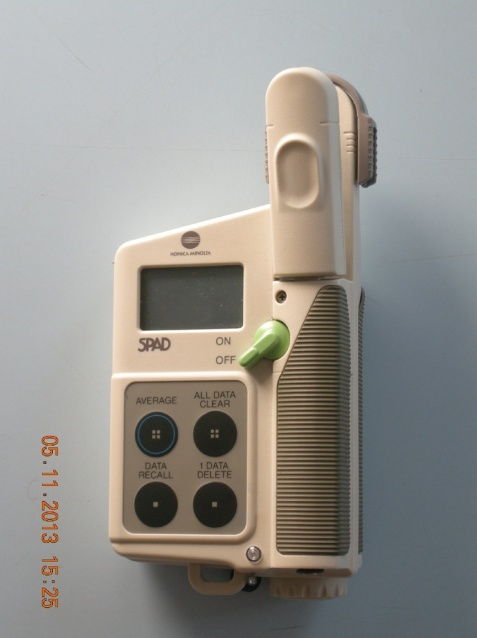 KONICA MINOLTA
SPAD
ON
OFF
AVERAGE
ALL DATA
CLEAR
DATA
RECALL
1 DATA
DELETE
05.11.2013 15:25